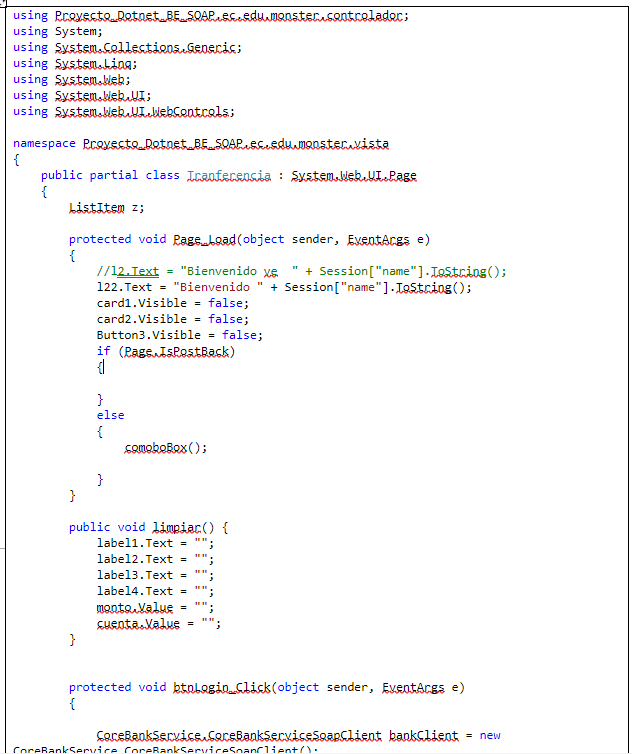 using Proyecto_Dotnet_BE_SOAP.ec.edu.monster.controlador;
using System;
using System.Collections.Generic;
using System.Linq;
using System.Web;
using System.Web.UI;
using System.Web.UI.WebControls;
namespace Proyecto_Dotnet_BE_SOAP.ec.edu.monster.vista
{
public partial class Tranferencia : System.Web.UI.Page
{
ListItem z;
protected void Page_Load(object sender, EventArgs e)
{
//l2.Text = "Bienvenido ve  " + Session["name"].ToString();
l22.Text = "Bienvenido " + Session["name"].ToString();
card1.Visible = false;
card2.Visible = false;
Button3.Visible = false;
if (Page.IsPostBack)
{
}
else
{
comoboBox();
}
}
public void limpiar() {
label1.Text = "";
label2.Text = "";
label3.Text = "";
label4.Text = "";
monto.Value = "";
cuenta.Value = "";
}
protected void btnLogin_Click(object sender, EventArgs e)
{
CoreBankService.CoreBankServiceSoapClient bankClient = new
CoreBankService.CoreBankServiceSoapClient();